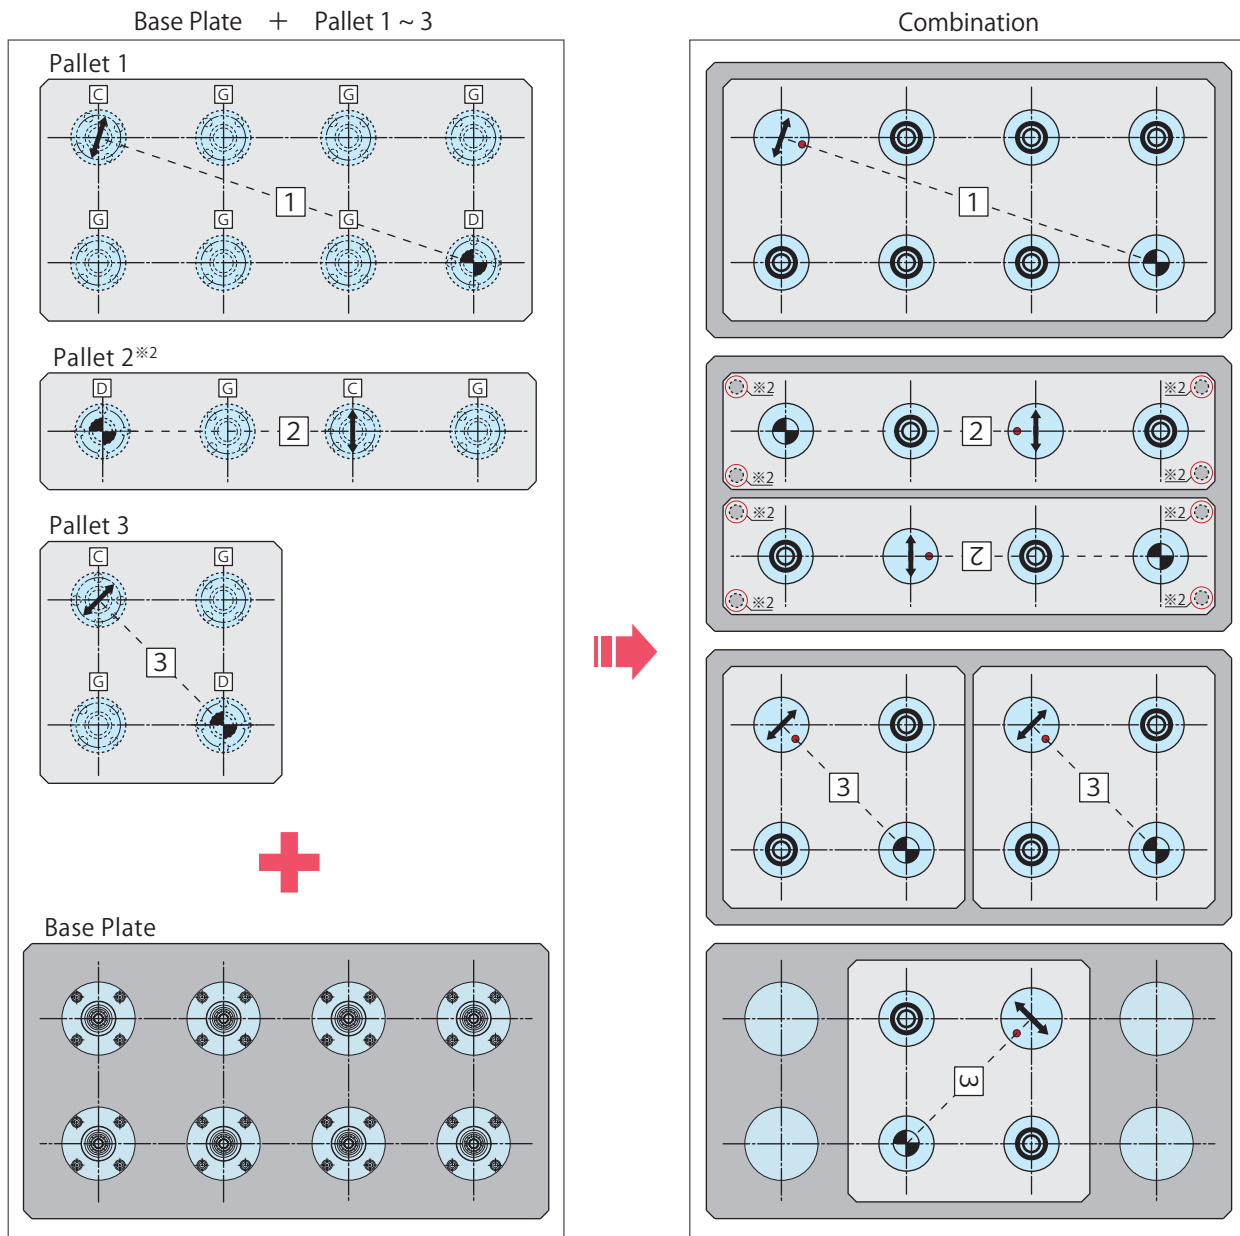 Base Plate + Pallet 1 ~ 3
Pallet 1
C G G G
1
G G G D
Pallet 2※2
D G C G
2
Pallet 3
C G
3
G D
Base Plate
Combination
1
※2 ※2
2
※2 ※2
※2 ※2
2
※2 ※2
3 3
3